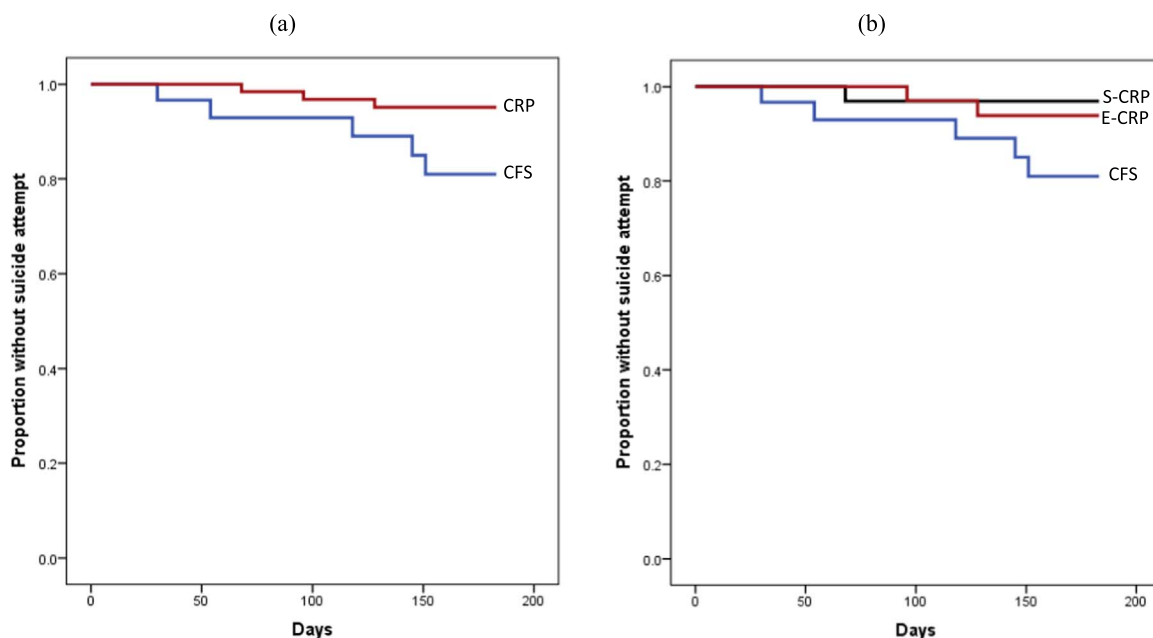 (a)
Proportion without suicide attempt
1.0
0.8
0.6
0.4
0.2
0.0
CRP
CFS
0 50 100 150 200
Days
(b)
Proportion without suicide attempt
1.0
0.8
0.6
0.4
0.2
0.0
S-CRP
E-CRP
CFS
0 50 100 150 200
Days